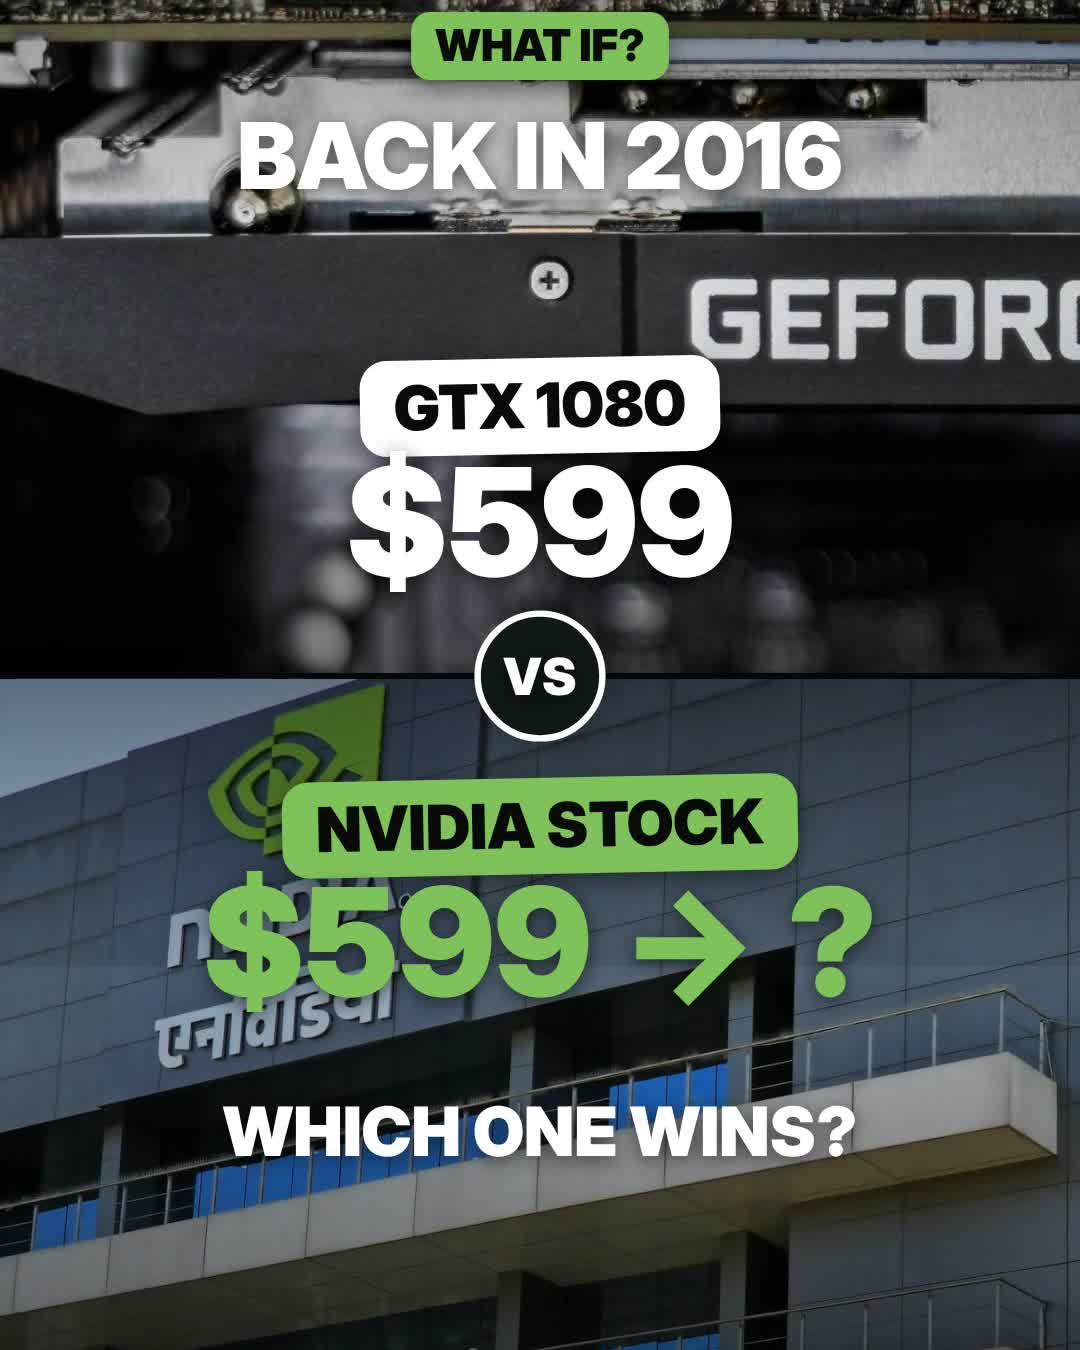 WHAT IF?
BACK IN 2016
GEFORC
GTX 1080
$599
VS
NVIDIA STOCK
$599 → ?
एनवीडिया
WHICH ONE WINS?